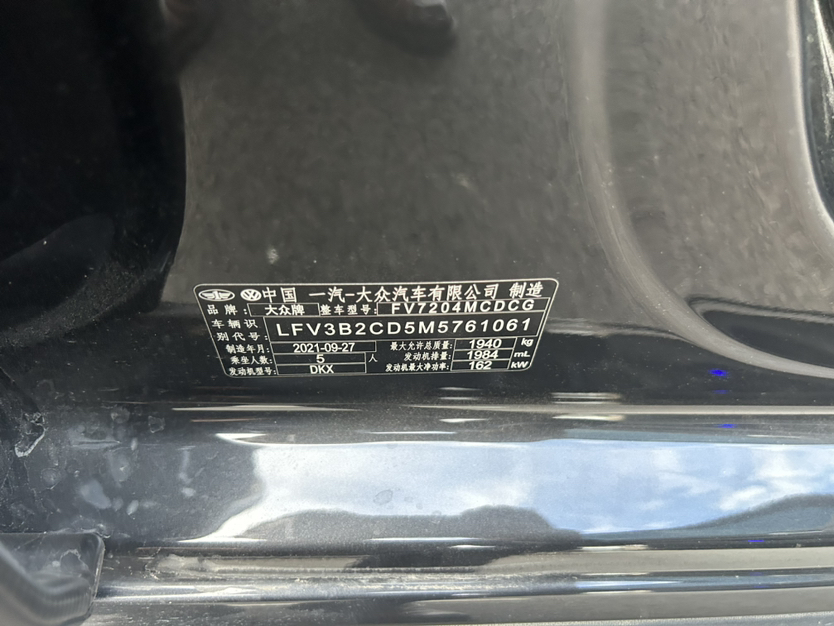 中国 一汽-大众汽车有限公司 制造
品牌: 大众牌 整车型号: FV7204MCDCG
车辆识别代号: LFV3B2CD5M5761061
制造年月: 2021-09-27 最大允许总质量: 1940 kg
乘坐人数: 5 人 发动机排量: 1984 mL
发动机型号: DKX 发动机最大净功率: 162 kW